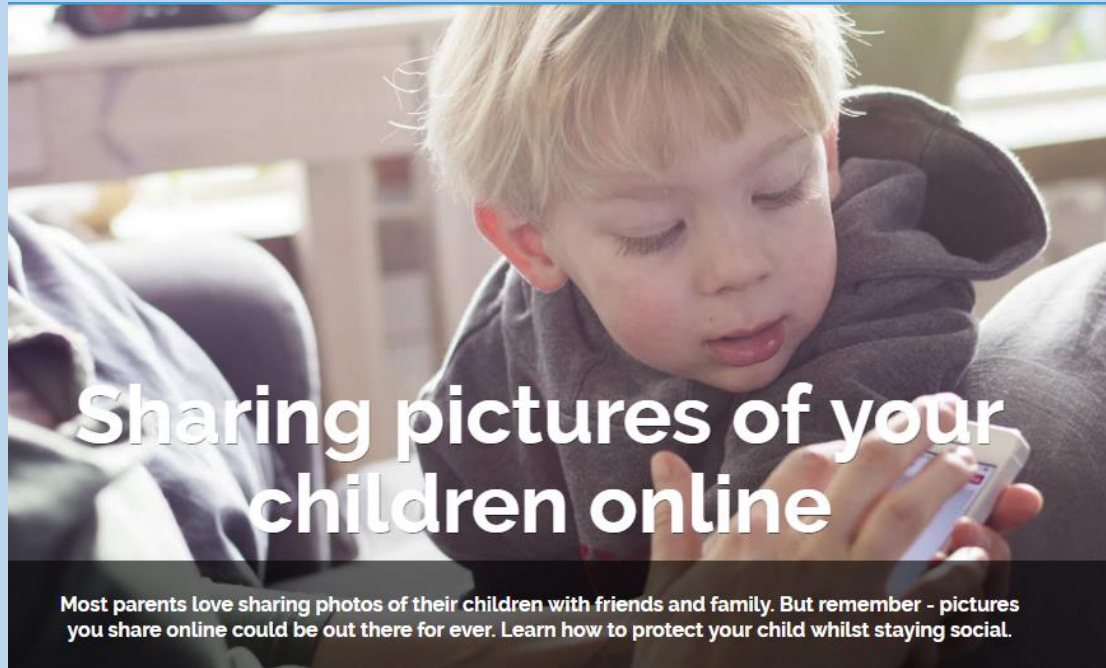 Sharing pictures of your
children online
Most parents love sharing photos of their children with friends and family. But remember - pictures
you share online could be out there for ever. Learn how to protect your child whilst staying social.